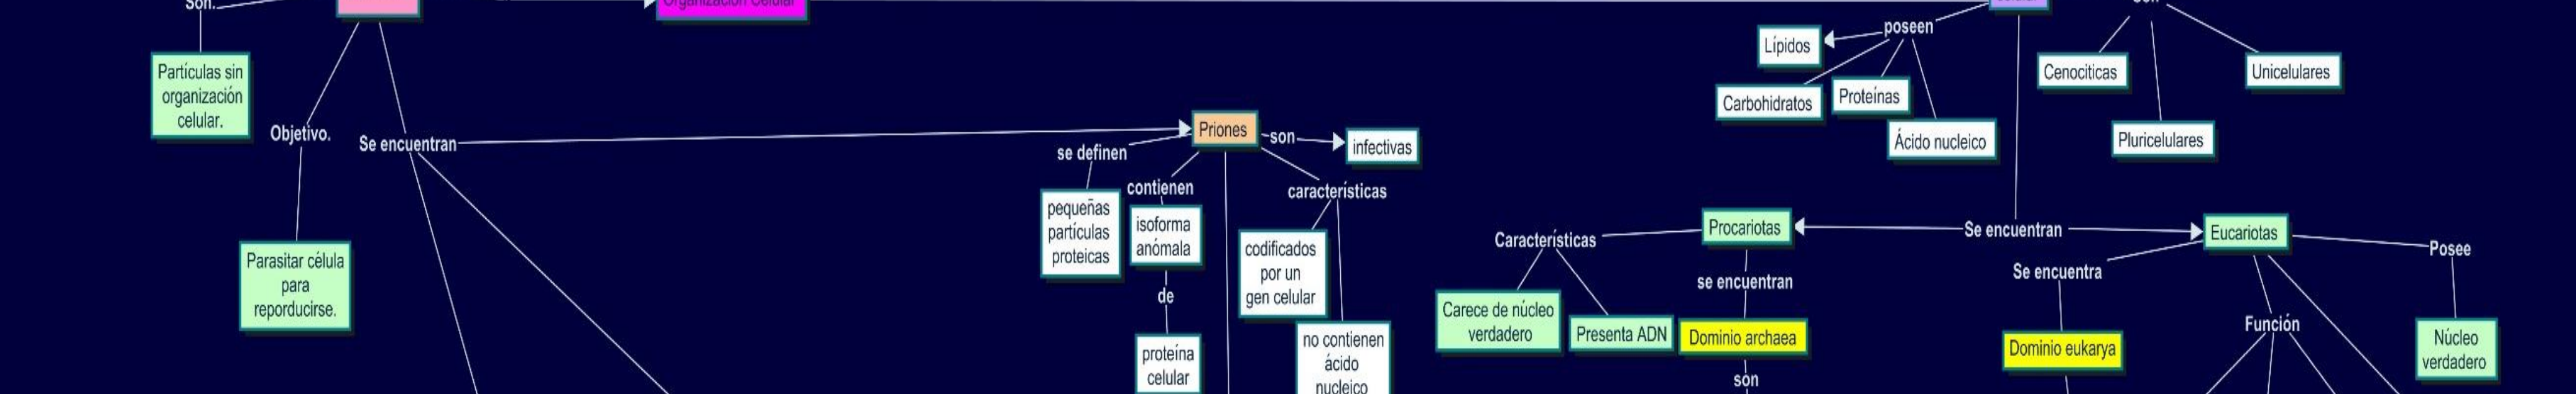 Son.
Organización Celular
poseen
Lípidos
Carbohidratos
Proteínas
Ácido nucleico
Cenociticas
Unicelulares
Pluricelulares
Partículas sin
organización
celular.
Objetivo.
Se encuentran
Priones
son
infectivas
se definen
contienen
características
pequeñas
partículas
proteicas
isoforma
anómala
de
proteína
celular
codificados
por un
gen celular
no contienen
ácido
nucleico
Parasitar célula
para
reporducirse.
Características
Procariotas
Se encuentran
Eucariotas
Posee
se encuentran
Se encuentra
Carece de núcleo
verdadero
Presenta ADN
Dominio archaea
son
Dominio eukarya
Función
Núcleo
verdadero